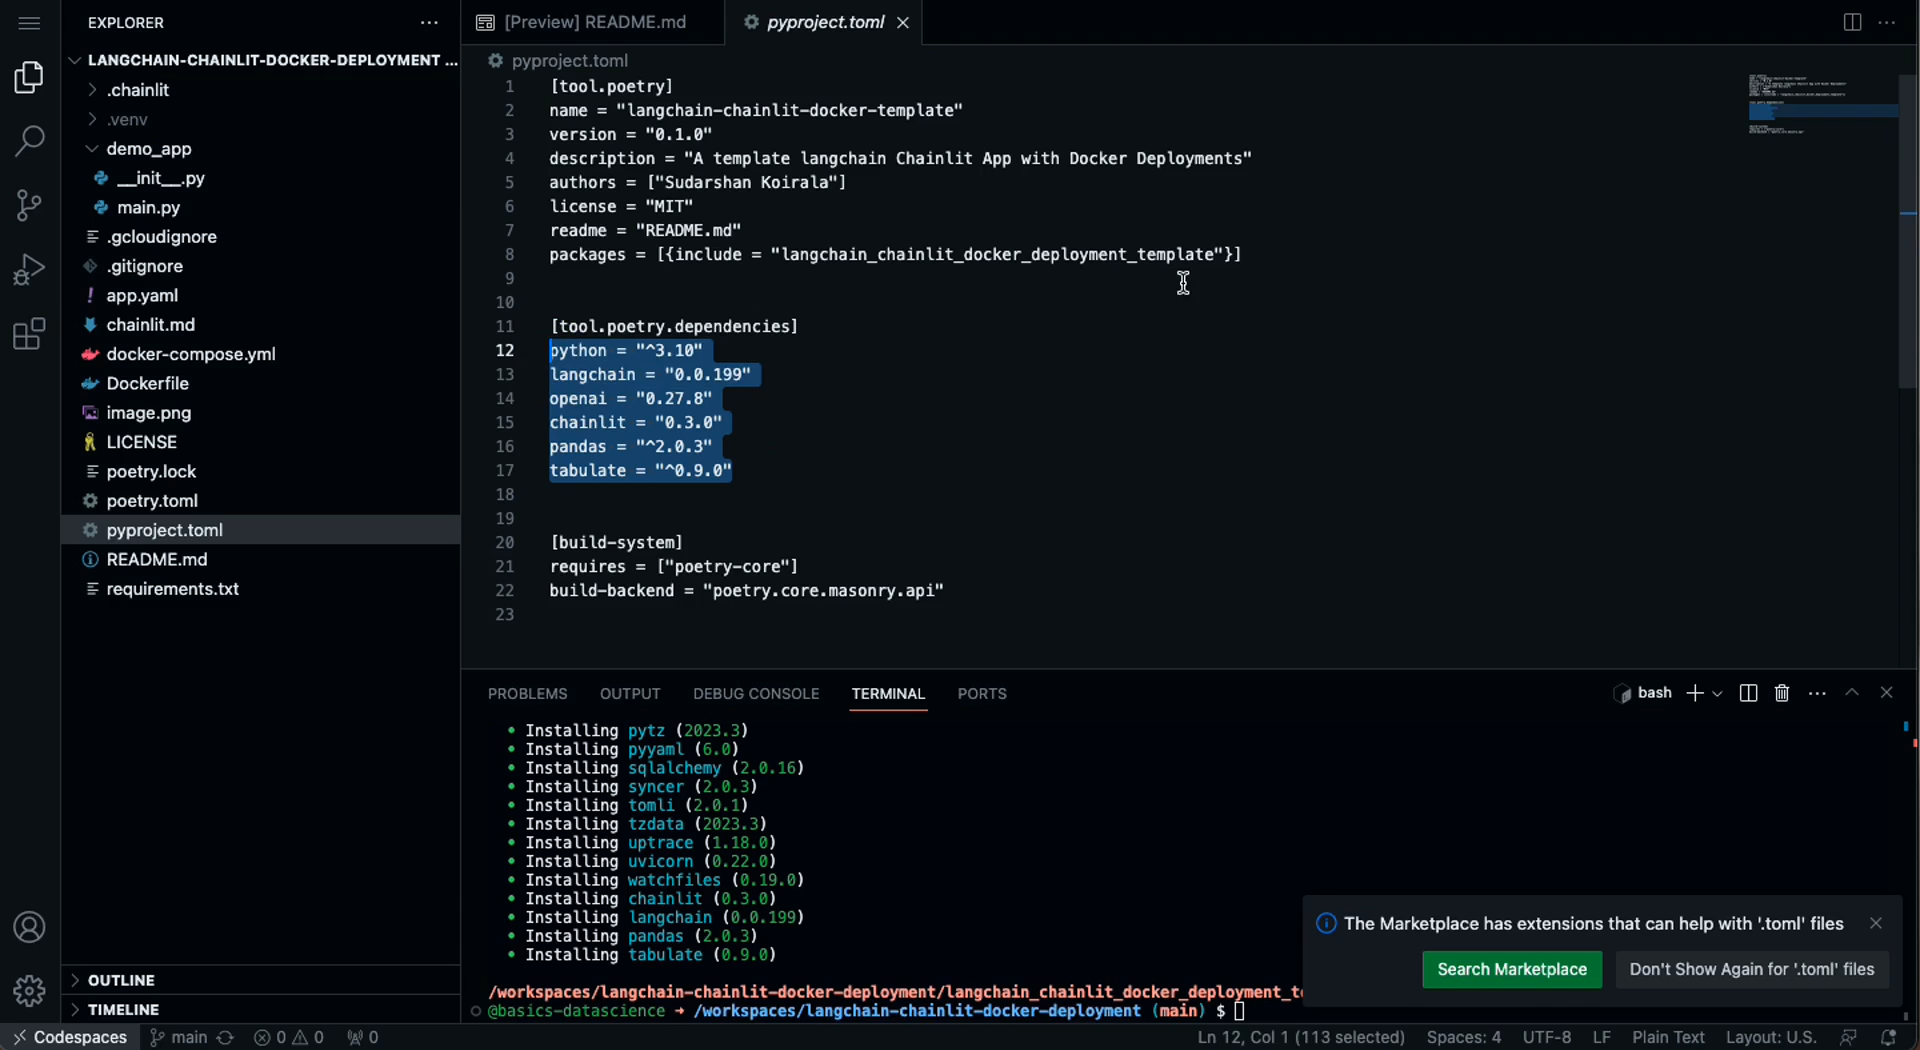 EXPLORER
LANGCHAIN-CHAINLIT-DOCKER-DEPLOYMENT ...
.chainlit
.venv
demo_app
__init__.py
main.py
.gcloudignore
.gitignore
app.yaml
chainlit.md
docker-compose.yml
Dockerfile
image.png
LICENSE
poetry.lock
poetry.toml
pyproject.toml
README.md
requirements.txt
OUTLINE
TIMELINE
[Preview] README.md
pyproject.toml
pyproject.toml
1 [tool.poetry]
2 name = "langchain-chainlit-docker-template"
3 version = "0.1.0"
4 description = "A template langchain Chainlit App with Docker Deployments"
5 authors = ["Sudarshan Koirala"]
6 license = "MIT"
7 readme = "README.md"
8 packages = [{include = "langchain_chainlit_docker_deployment_template"}]
9
10
11 [tool.poetry.dependencies]
12 python = "^3.10"
13 langchain = "0.0.199"
14 openai = "0.27.8"
15 chainlit = "0.3.0"
16 pandas = "^2.0.3"
17 tabulate = "^0.9.0"
18
19
20 [build-system]
21 requires = ["poetry-core"]
22 build-backend = "poetry.core.masonry.api"
23
PROBLEMS OUTPUT DEBUG CONSOLE TERMINAL PORTS
bash
• Installing pytz (2023.3)
• Installing pyyaml (6.0)
• Installing sqlalchemy (2.0.16)
• Installing syncer (2.0.3)
• Installing tomli (2.0.1)
• Installing tzdata (2023.3)
• Installing uptrace (1.18.0)
• Installing uvicorn (0.22.0)
• Installing watchfiles (0.19.0)
• Installing chainlit (0.3.0)
• Installing langchain (0.0.199)
• Installing pandas (2.0.3)
• Installing tabulate (0.9.0)
/workspaces/langchain-chainlit-docker-deployment/langchain_chainlit_docker_deployment_t
@basics-datascience → /workspaces/langchain-chainlit-docker-deployment (main) $
The Marketplace has extensions that can help with '.toml' files
Search Marketplace Don't Show Again for '.toml' files
Codespaces main 0 0 0 Ln 12, Col 1 (113 selected) Spaces: 4 UTF-8 LF Plain Text Layout: U.S.